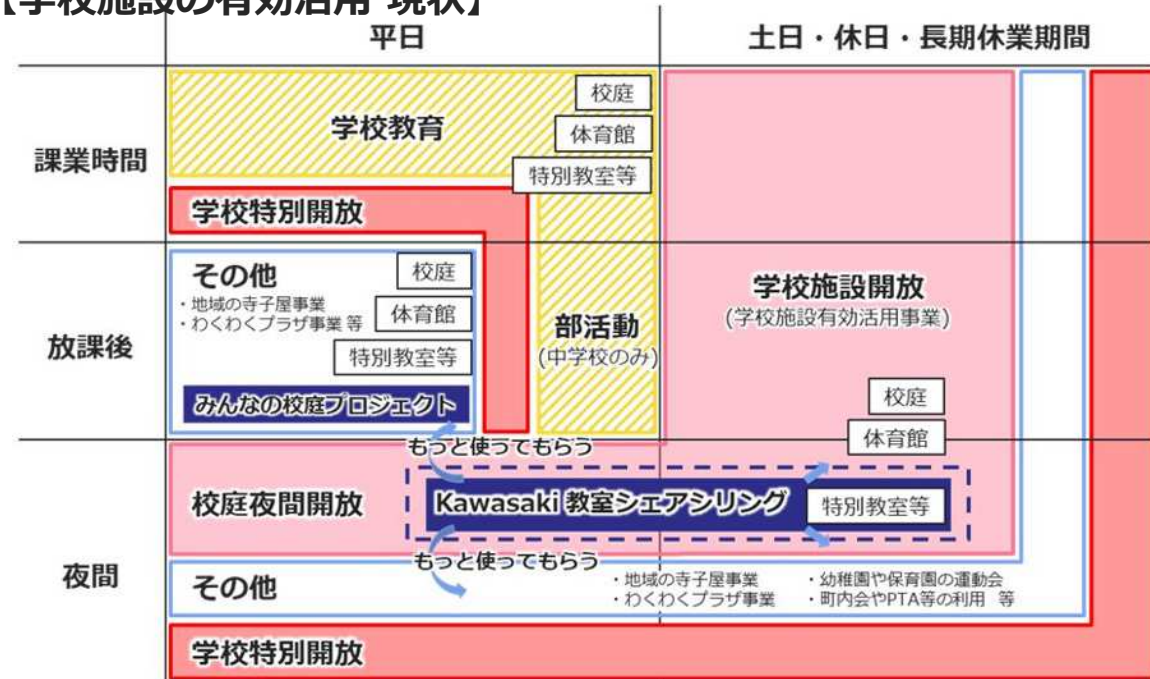 【学校施設の有効活用 現状】
平日
土日・休日・長期休業期間
課業時間
学校教育
校庭
体育館
特別教室等
学校特別開放
放課後
その他
・地域の寺子屋事業
・わくわくプラザ事業 等
校庭
体育館
特別教室等
みんなの校庭プロジェクト
部活動
(中学校のみ)
学校施設開放
(学校施設有効活用事業)
校庭
体育館
夜間
もっと使ってもらう
校庭夜間開放
Kawasaki 教室シェアシリング
特別教室等
もっと使ってもらう
その他
・地域の寺子屋事業
・わくわくプラザ事業
・幼稚園や保育園の運動会
・町内会やPTA等の利用 等
学校特別開放